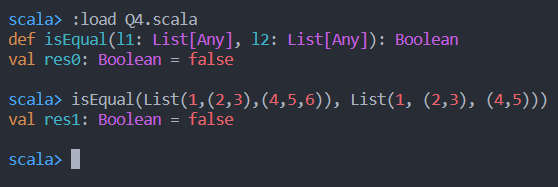 scala> :load Q4.scala
def isEqual(l1: List[Any], l2: List[Any]): Boolean
val res0: Boolean = false
scala> isEqual(List(1,(2,3),(4,5,6)), List(1, (2,3), (4,5)))
val res1: Boolean = false
scala>